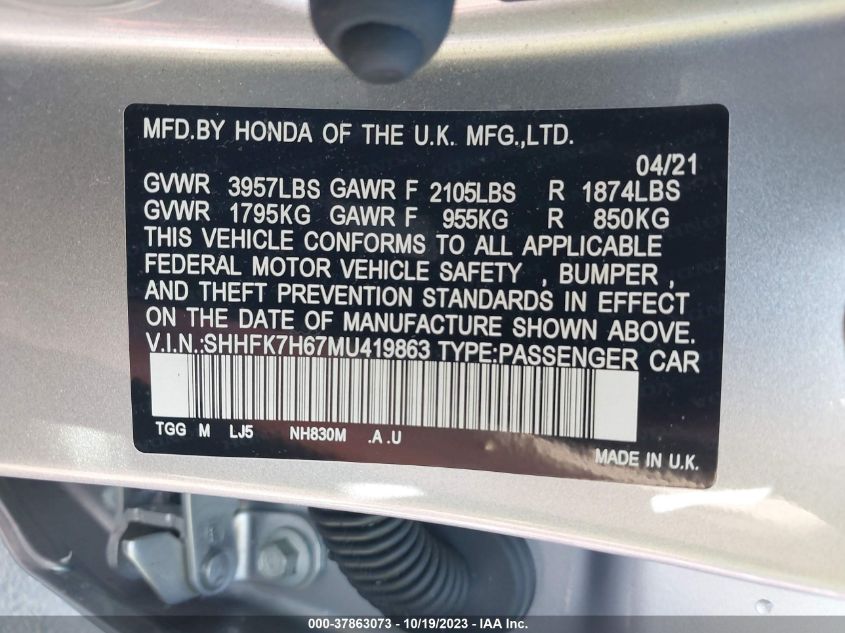 MFD.BY HONDA OF THE U.K. MFG.,LTD.
04/21
GVWR 3957LBS GAWR F 2105LBS R 1874LBS
GVWR 1795KG GAWR F 955KG R 850KG
THIS VEHICLE CONFORMS TO ALL APPLICABLE
FEDERAL MOTOR VEHICLE SAFETY , BUMPER ,
AND THEFT PREVENTION STANDARDS IN EFFECT
ON THE DATE OF MANUFACTURE SHOWN ABOVE.
V.I.N.:SHHFK7H67MU419863 TYPE:PASSENGER CAR
TGG M LJ5 NH830M .A .U
MADE IN U.K.
000-37863073 - 10/19/2023 - IAA Inc.